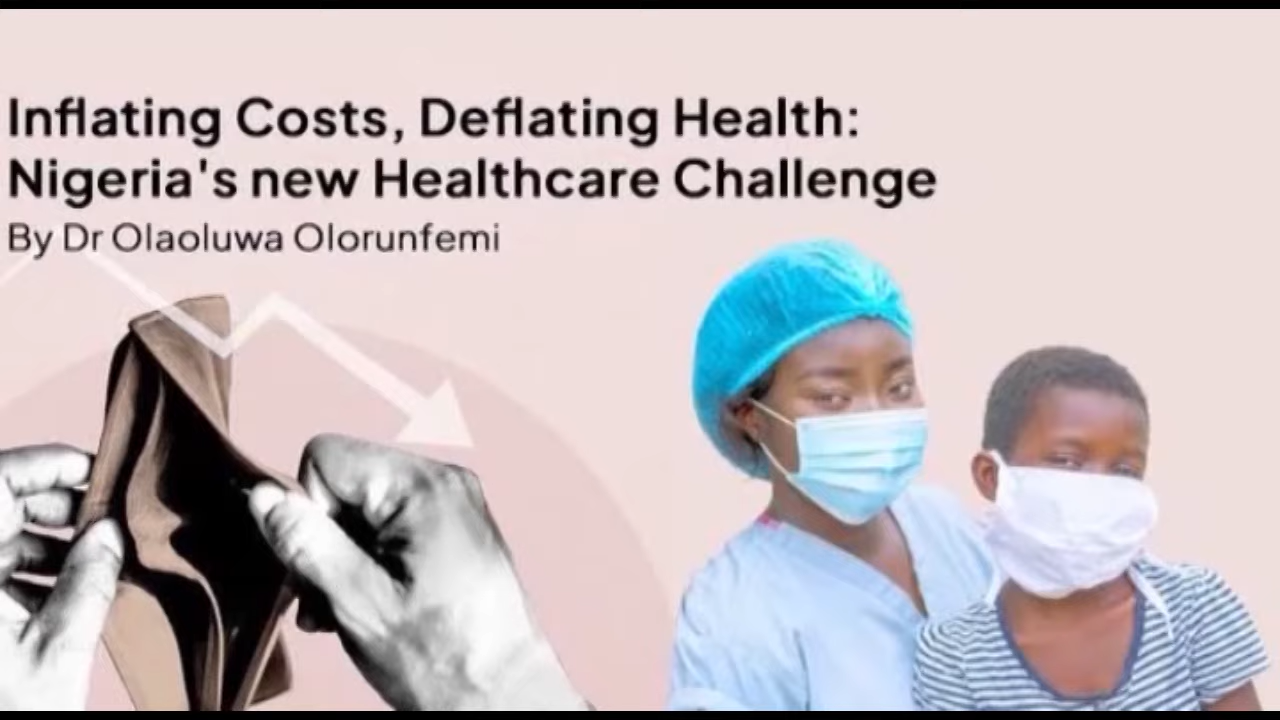 Inflating Costs, Deflating Health:
Nigeria's new Healthcare Challenge
By Dr Olaoluwa Olorunfemi